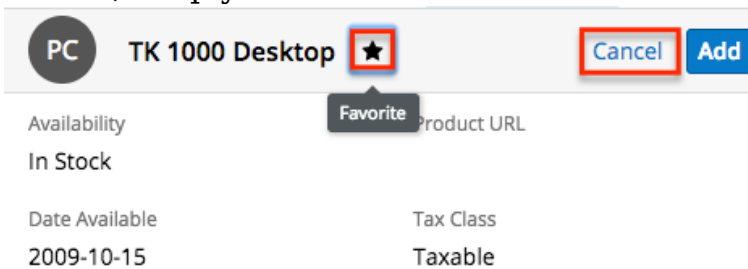 PC TK 1000 Desktop Cancel Add
Favorite
Availability Product URL
In Stock
Date Available Tax Class
2009-10-15 Taxable